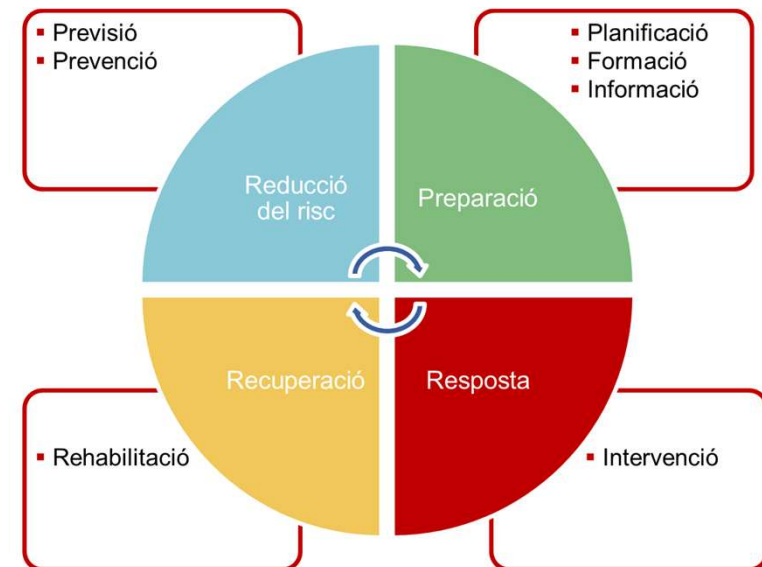 Previsió
Prevenció
Planificació
Formació
Informació
Reducció
del risc
Preparació
Recuperació
Resposta
Rehabilitació
Intervenció